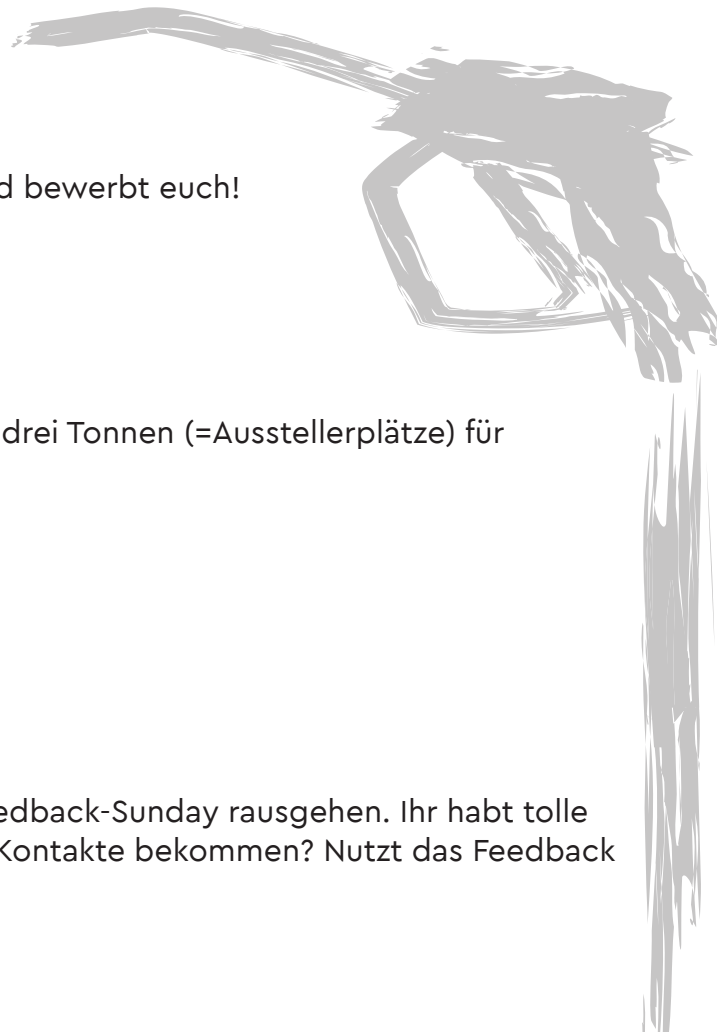 bewerbt euch!
drei Tonnen (=Ausstellerplätze) für
edback-Sunday rausgehen. Ihr habt tolle
Kontakte bekommen? Nutzt das Feedback